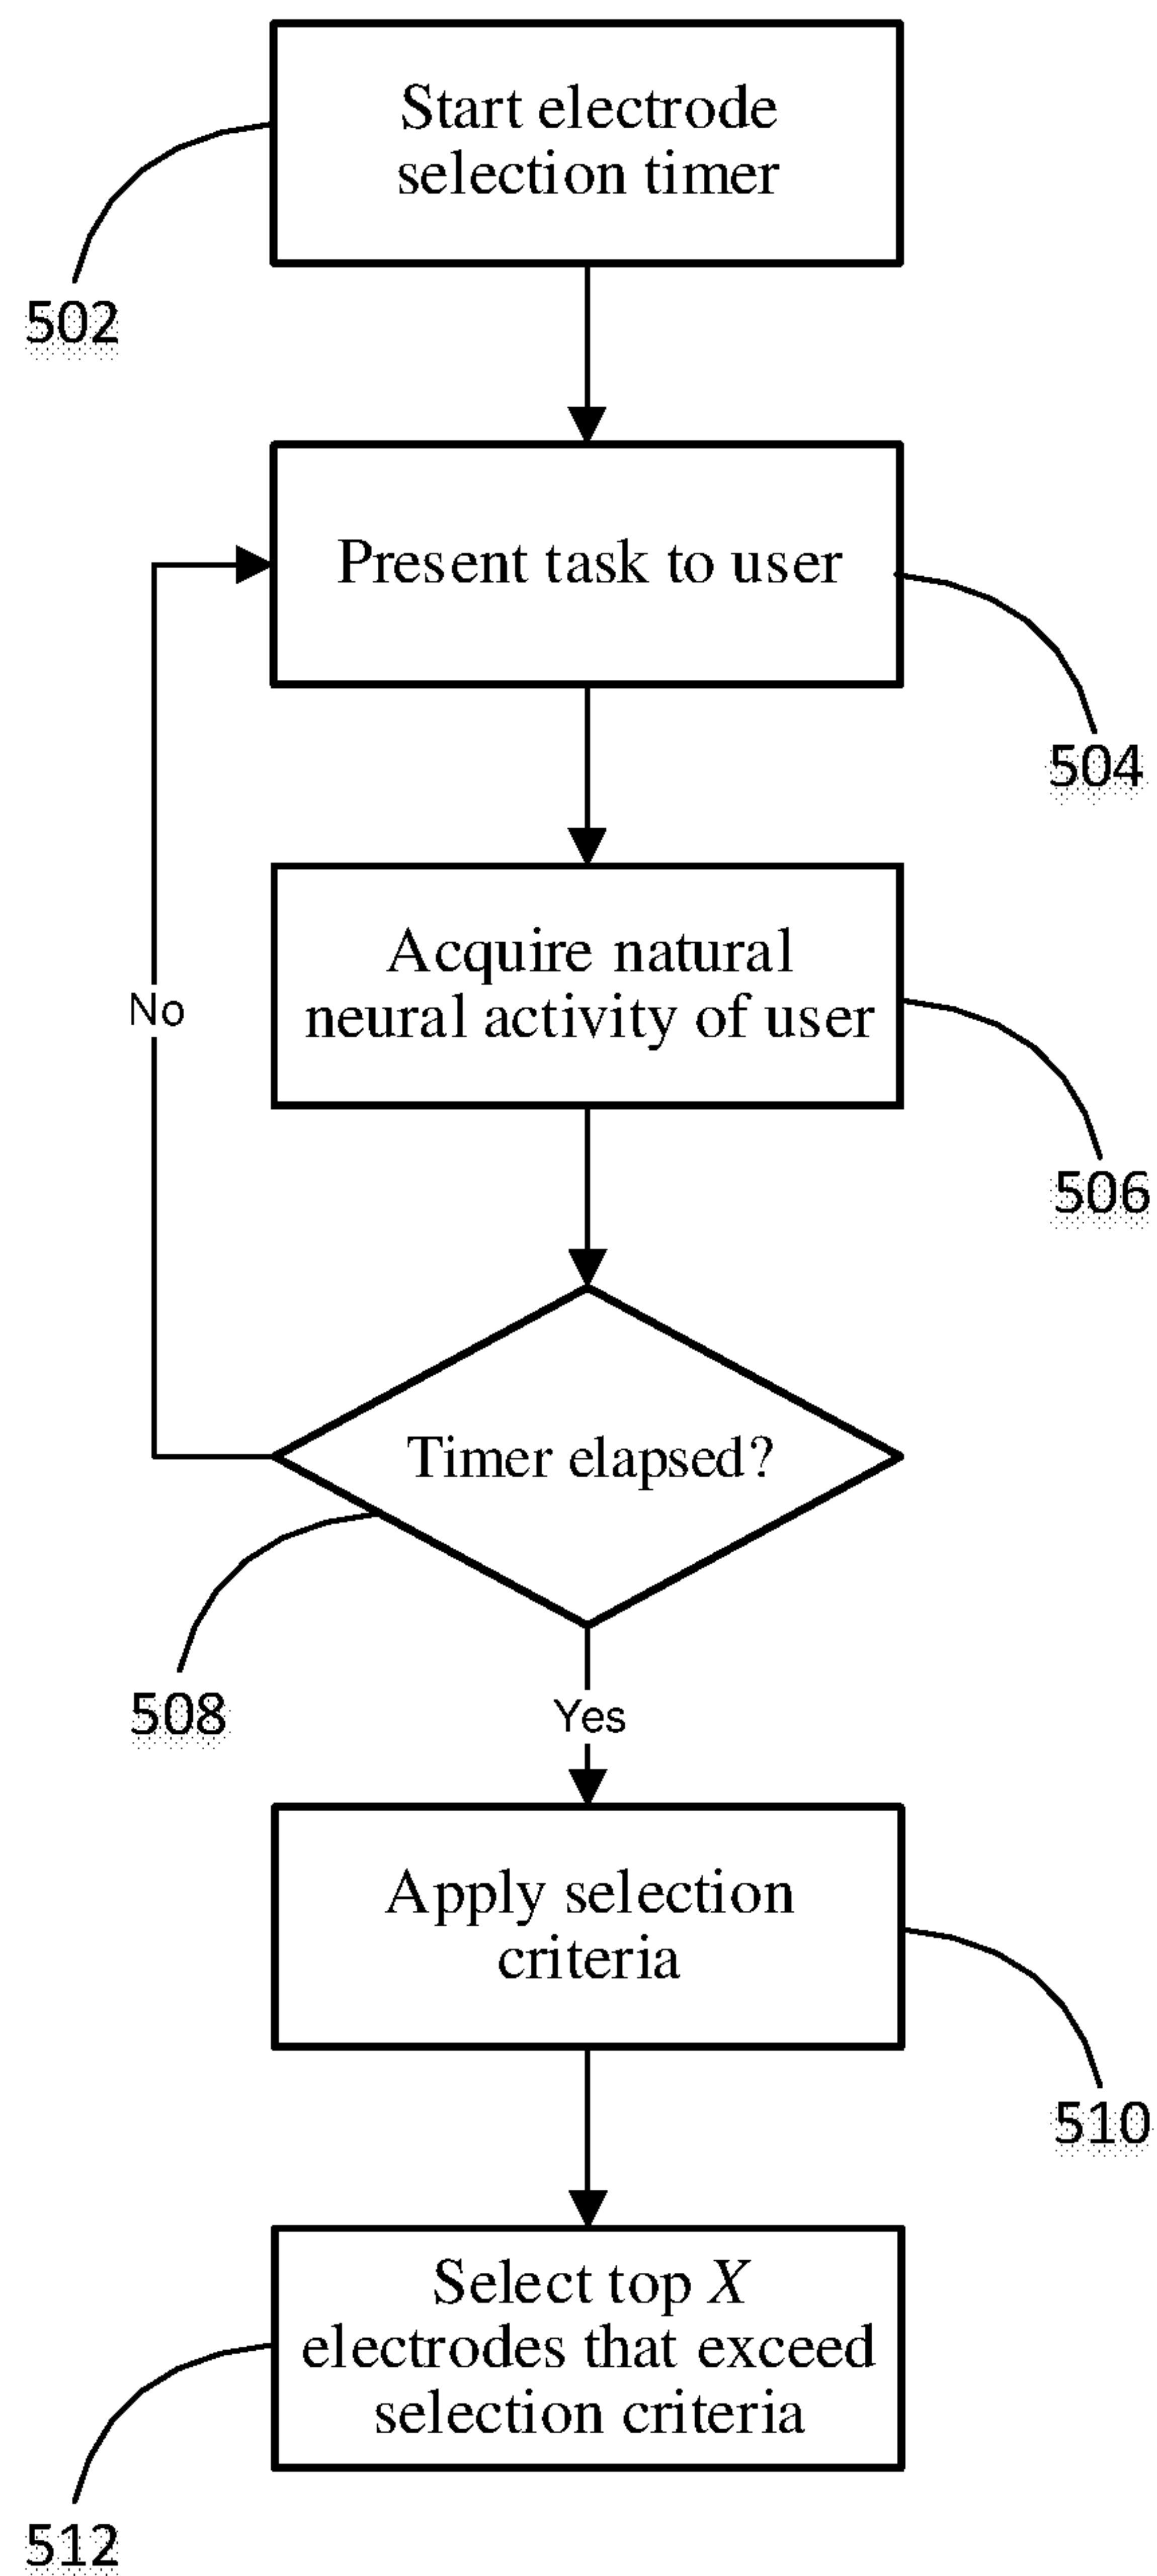 Start electrode
selection timer
502
Present task to user
504
Acquire natural
neural activity of user
No
506
Timer elapsed?
508
Yes
Apply selection
criteria
510
Select top X
electrodes that exceed
selection criteria
512